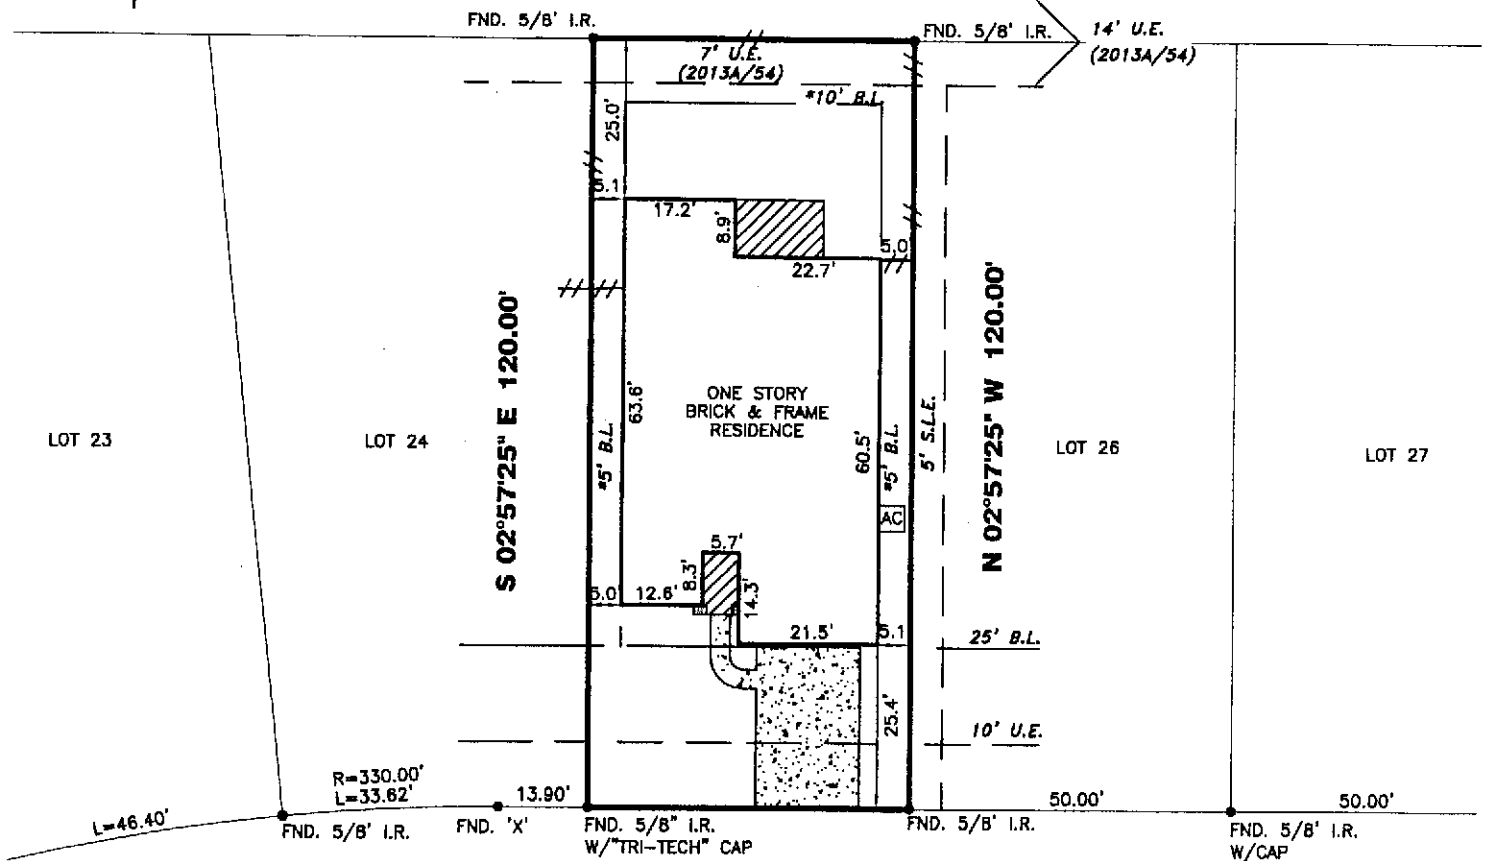 FND. 5/8' I.R.
FND. 5/8' I.R.
14' U.E.
(2013A/54)
7' U.E.
(2013A/54)
*10' B.L.
25.0'
5.1
17.2'
8.9'
5.0'
22.7'
S 02°57'25" E 120.00'
N 02°57'25" W 120.00'
63.6'
ONE STORY
BRICK & FRAME
RESIDENCE
60.5'
*5' B.L.
*5' B.L.
5' S.L.E.
LOT 23
LOT 24
LOT 26
LOT 27
AC
5.7'
8.3'
14.3'
5.0'
12.6'
21.5'
5.1
25' B.L.
25.4'
10' U.E.
R=330.00'
L=33.62'
13.90'
50.00'
50.00'
L=46.40'
FND. 5/8' I.R.
FND. 'X'
FND. 5/8" I.R.
W/"TRI-TECH" CAP
FND. 5/8' I.R.
FND. 5/8' I.R.
W/CAP